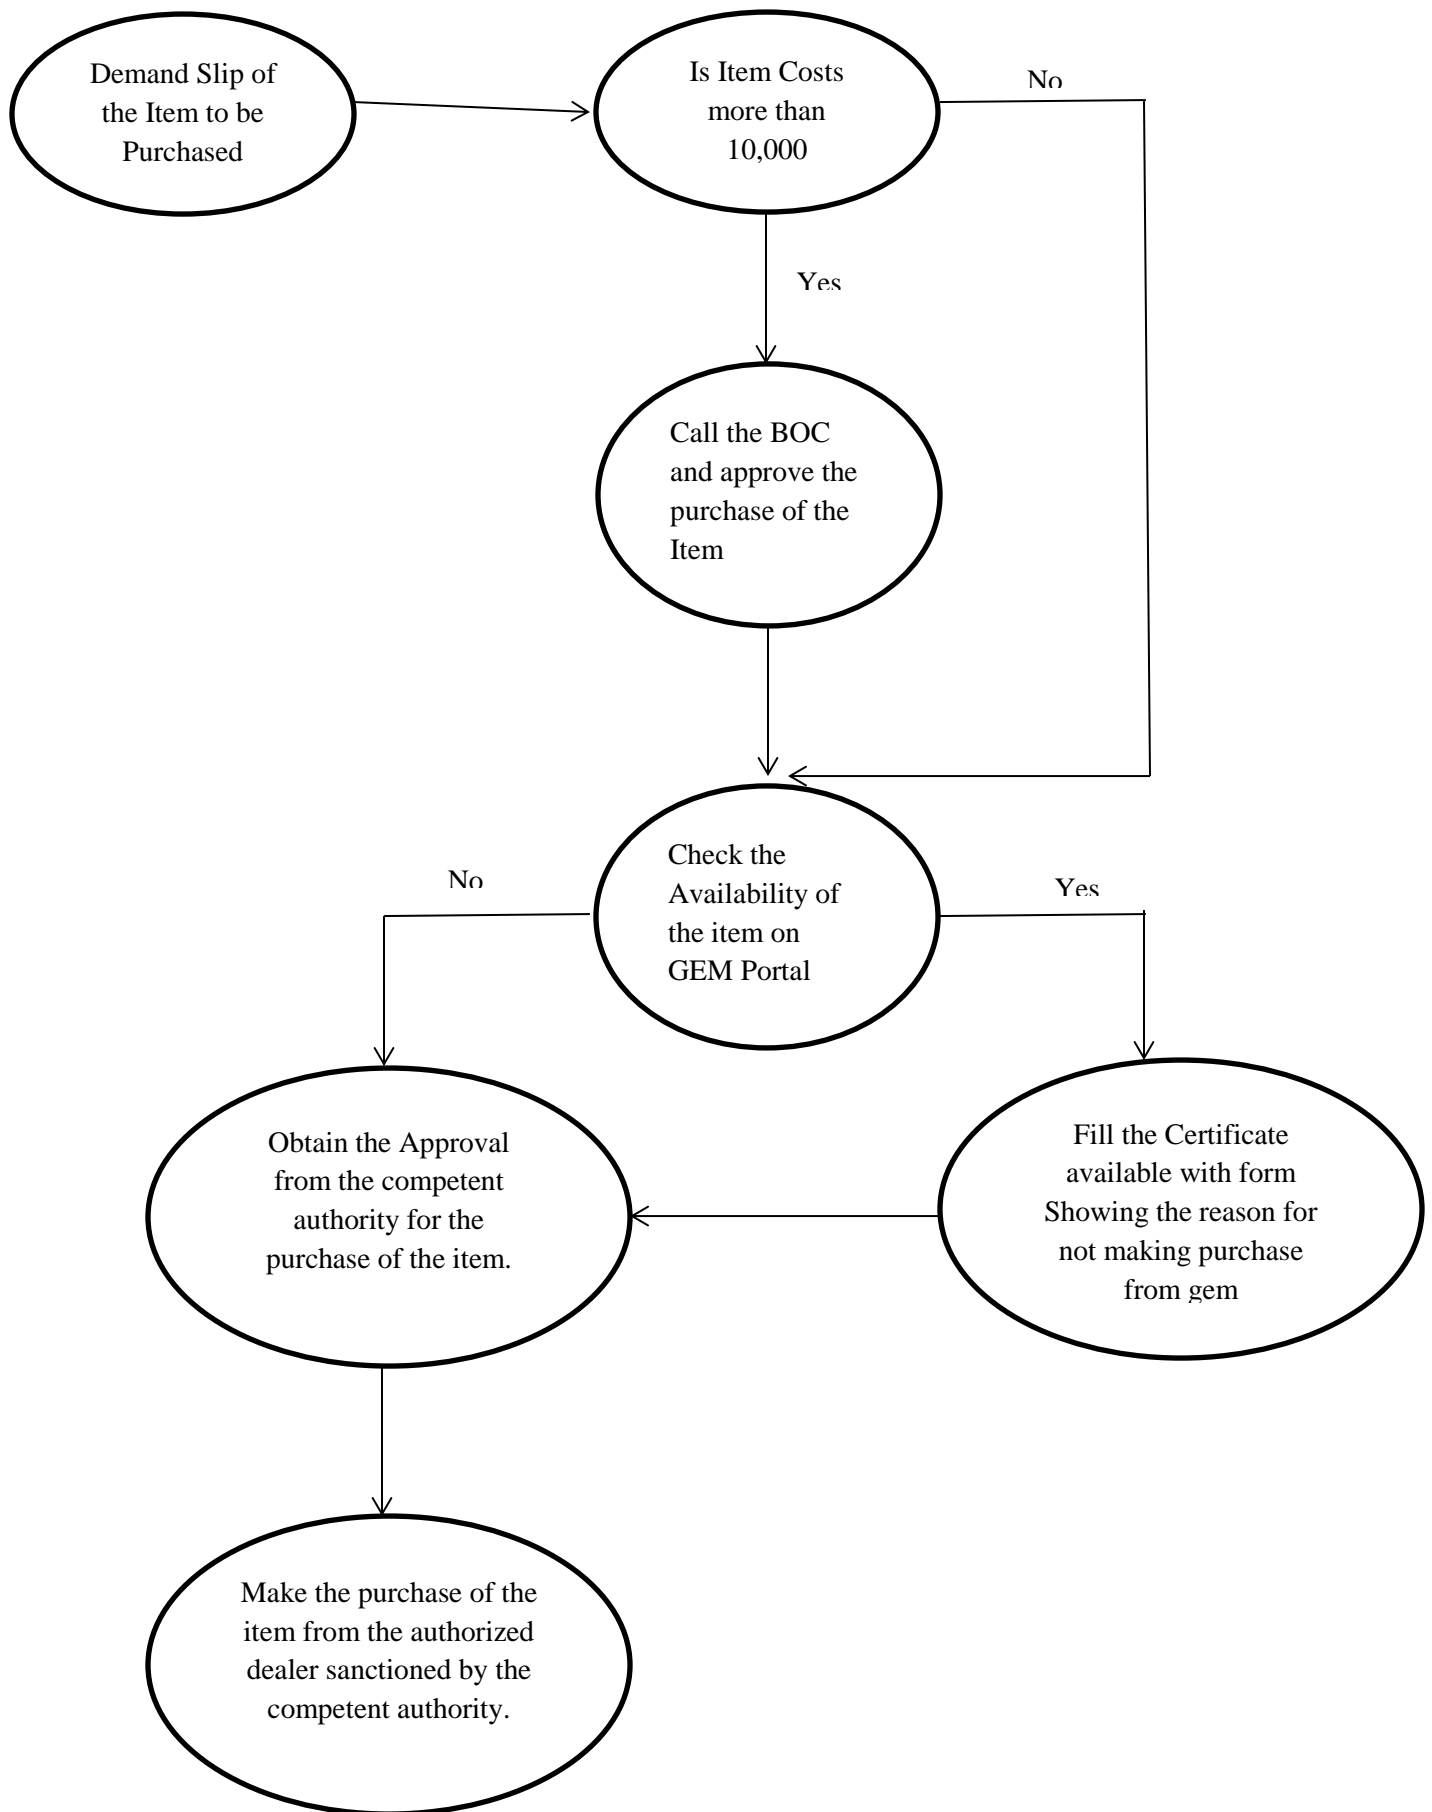 Demand Slip of
the Item to be
Purchased
Is Item Costs
more than
10,000
No
Yes
Call the BOC
and approve the
purchase of the
Item
Check the
Availability of
the item on
GEM Portal
No
Yes
Obtain the Approval
from the competent
authority for the
purchase of the item.
Fill the Certificate
available with form
Showing the reason for
not making purchase
from gem
Make the purchase of the
item from the authorized
dealer sanctioned by the
competent authority.